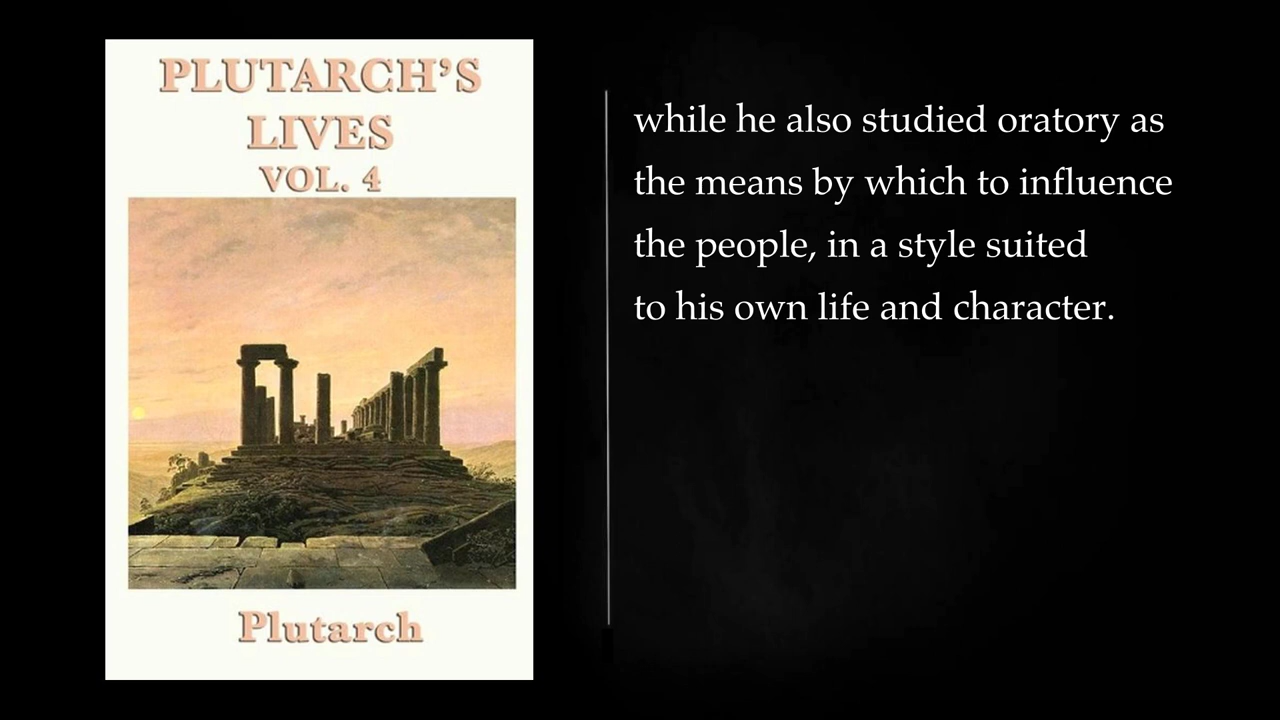 PLUTARCH'S
LIVES
VOL. 4
Plutarch
while he also studied oratory as
the means by which to influence
the people, in a style suited
to his own life and character.